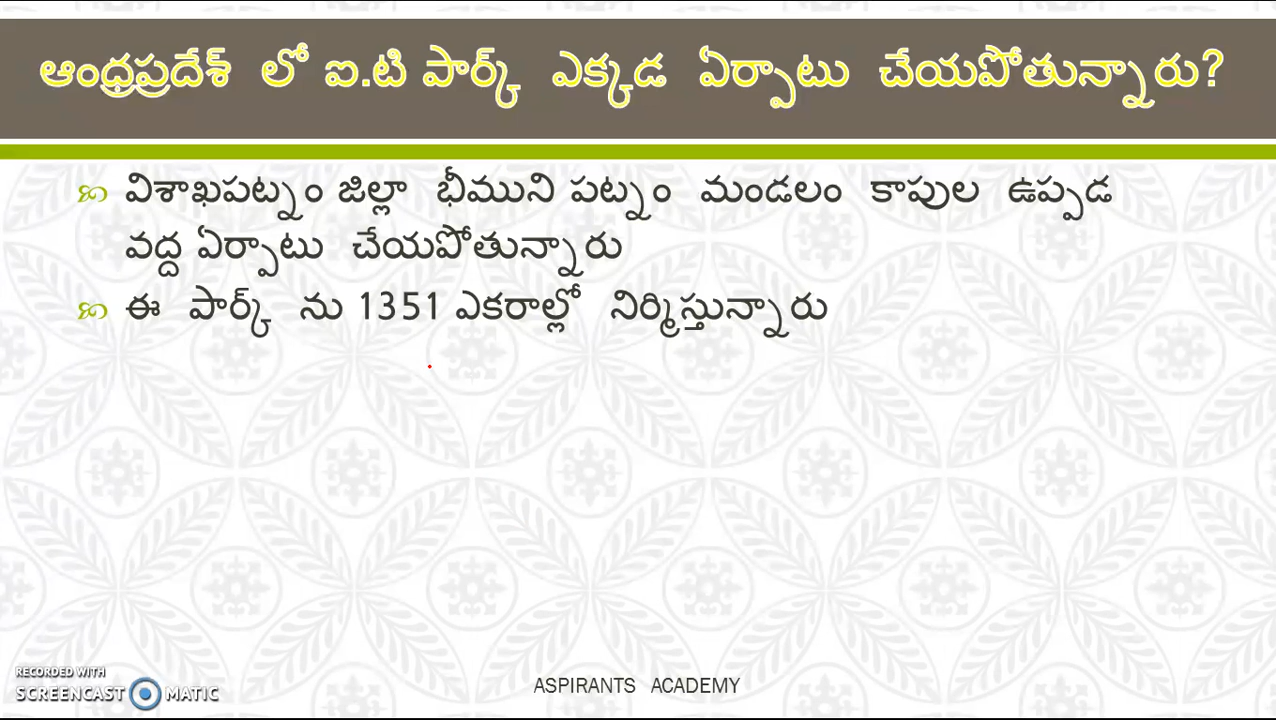 ఆంధ్రప్రదేశ్ లో ఐ.టి పార్క్ ఎక్కడ ఏర్పాటు చేయపోతున్నారు?
విశాఖపట్నం జిల్లా భీముని పట్నం మండలం కాపుల ఉప్పడ
వద్ద ఏర్పాటు చేయపోతున్నారు
ఈ పార్క్ ను 1351 ఎకరాల్లో నిర్మిస్తున్నారు
RECORDED WITH
SCREENCAST MATIC
ASPIRANTS ACADEMY